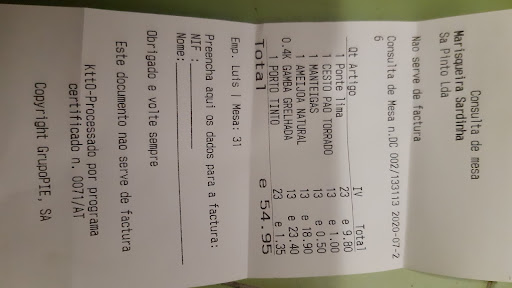 Consulta de mesa
Marisqueira Sardinha
Sa Pinto Lda
Nao serve de factura
Consulta de Mesa n.DC 002/133113 2020-07-2
6
Qt Artigo IV Total
1 Ponte lima 23 e 9.80
1 CESTO PAO TORRADO 13 e 1.00
1 MANTEIGAS 13 e 0.50
1 AMEIJOA NATURAL 13 e 18.90
0.4K GAMBA GRELHADA 13 e 23.40
1 PORTO TINTO 23 e 1.35
Total e 54.95
Emp. Luis | Mesa: 31
Preencha aqui os dados para a factura:
NIF :
Nome:
Obrigado e volte sempre
Este documento nao serve de factura
KttO-Processado por programa
certificado n. 0071/AT
Copyright GrupoPIE, SA